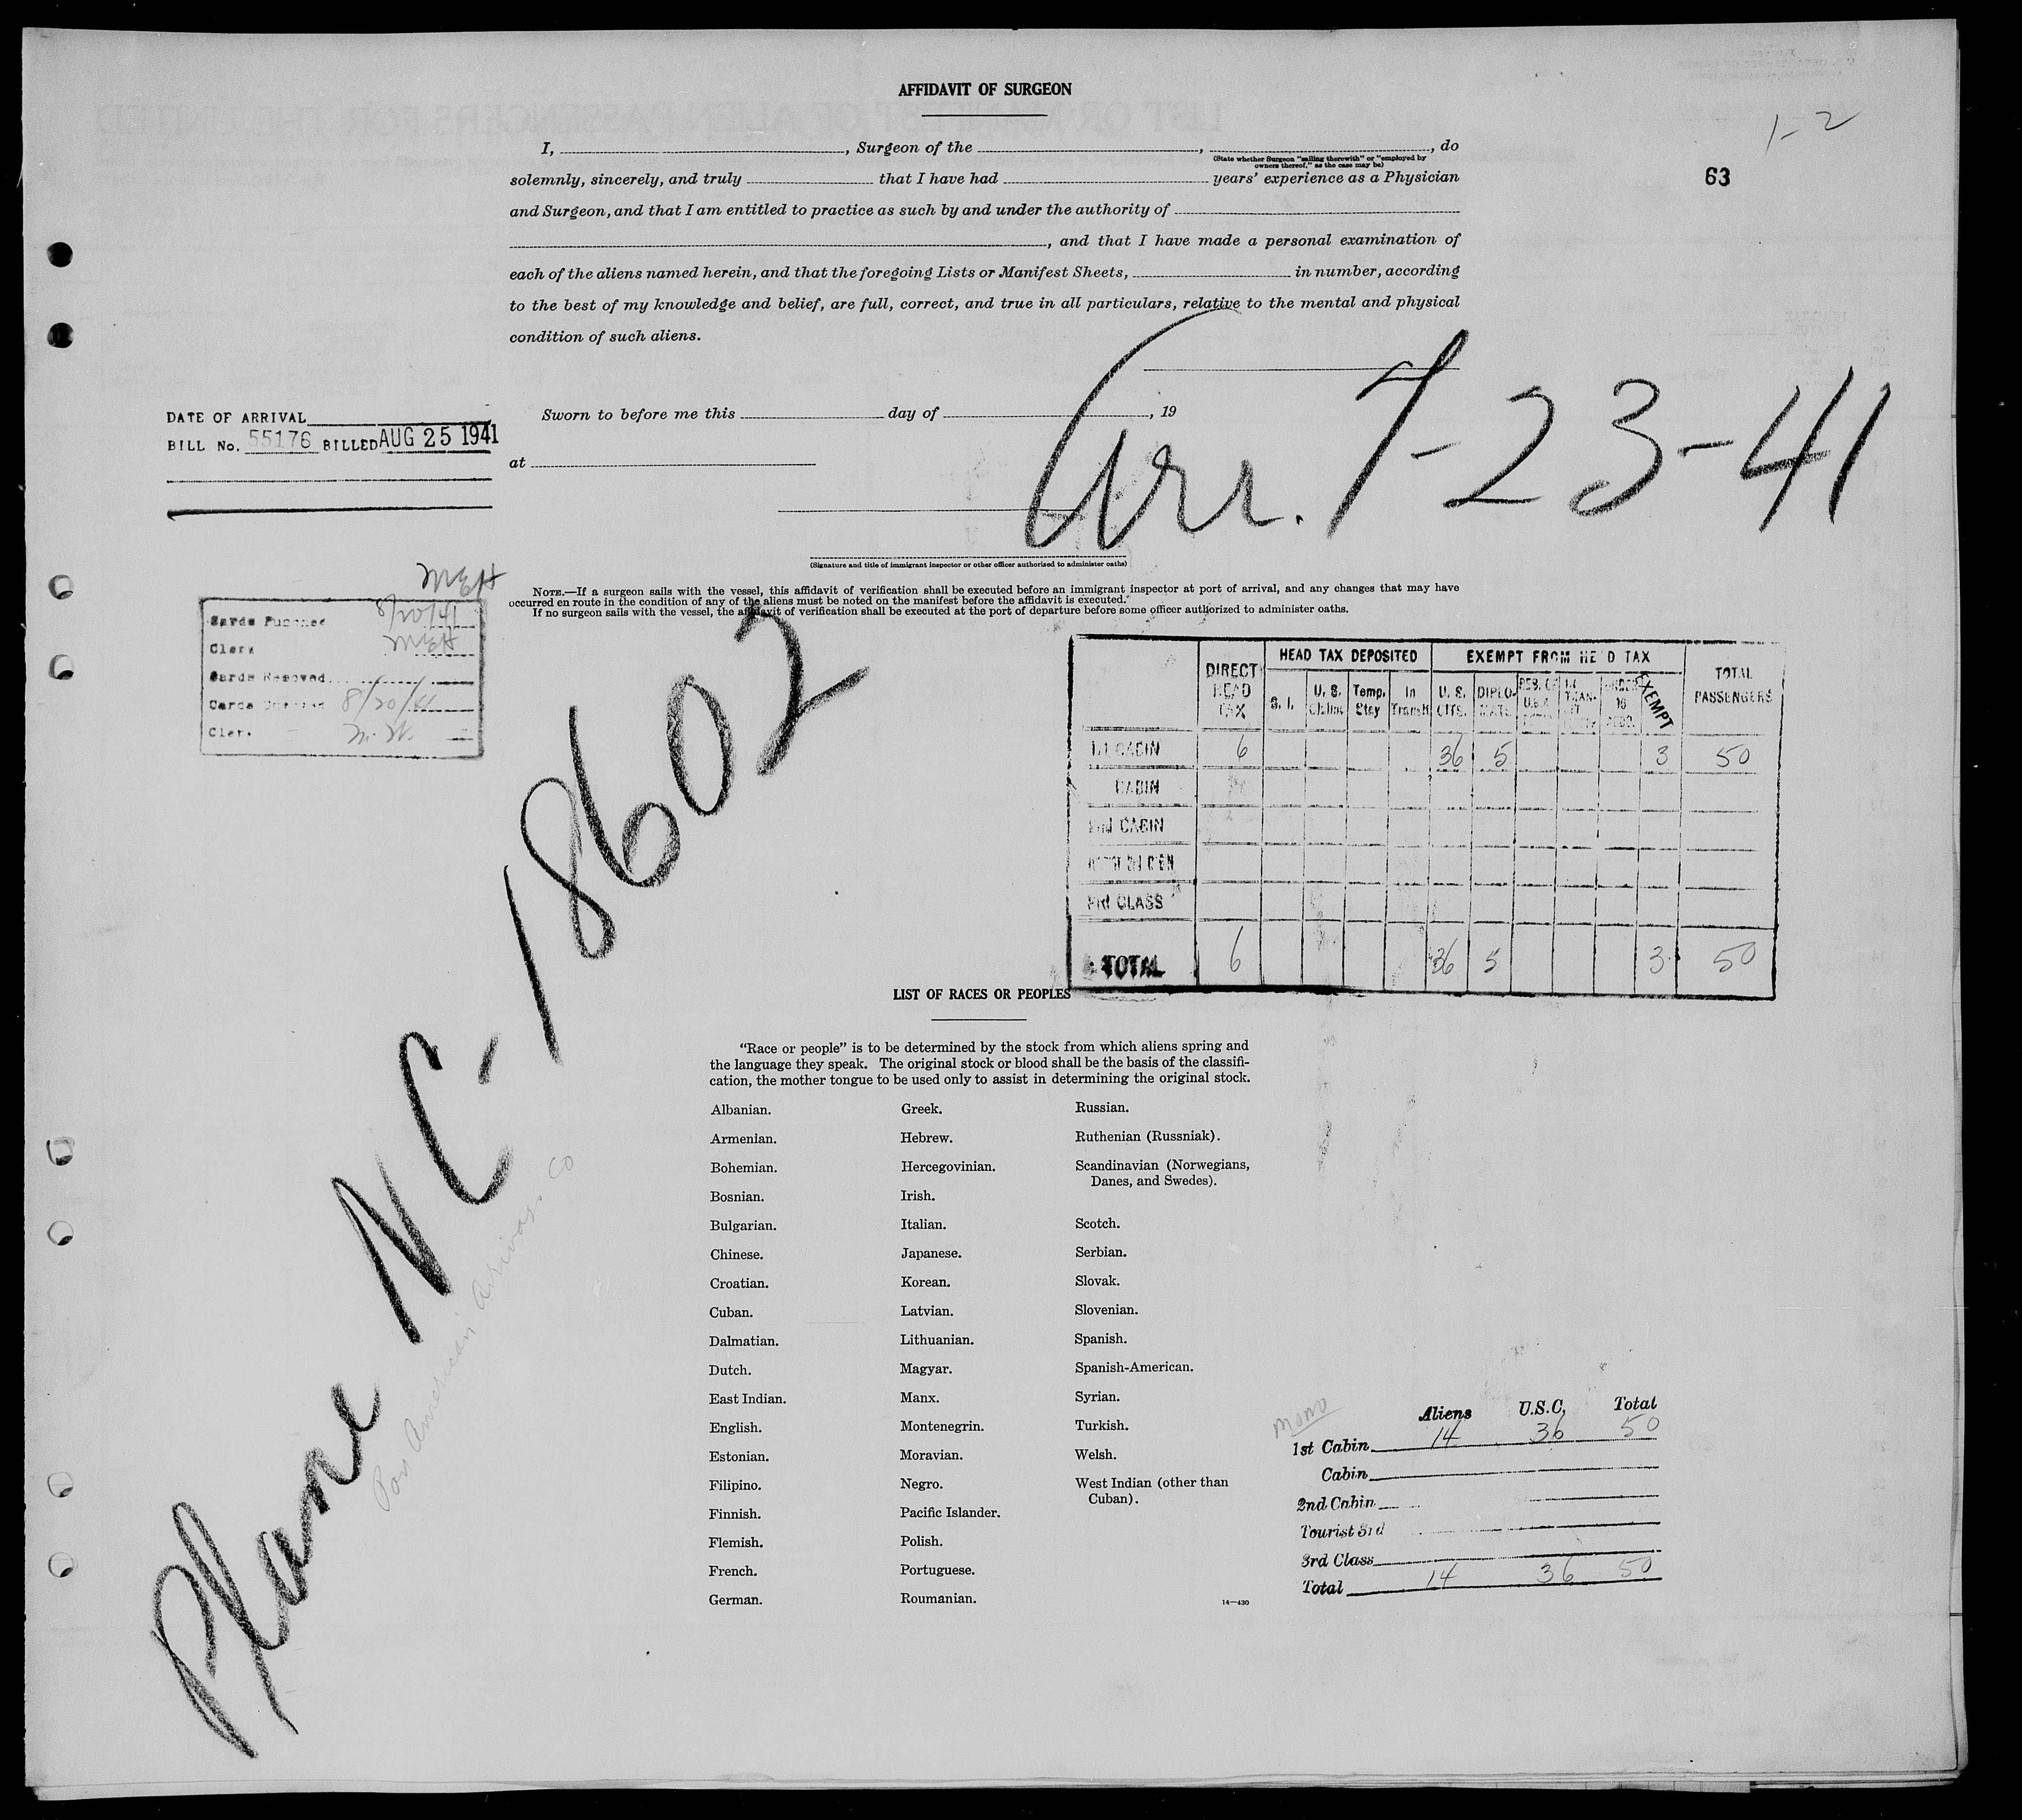 AFFIDAVIT OF SURGEON
1-2
63
I, , Surgeon of the , , do
(State whether Surgeon "sailing therewith" or "employed by
owners thereof," as the case may be)
solemnly, sincerely, and truly that I have had years' experience as a Physician
and Surgeon, and that I am entitled to practice as such by and under the authority of
, and that I have made a personal examination of
each of the aliens named herein, and that the foregoing Lists or Manifest Sheets, in number, according
to the best of my knowledge and belief, are full, correct, and true in all particulars, relative to the mental and physical
condition of such aliens.
Arr. 7-23-41
DATE OF ARRIVAL
BILL No. 55176 BILLED AUG 25 1941
Sworn to before me this day of , 19
at
(Signature and title of immigrant inspector or other officer authorized to administer oaths)
NOTE.—If a surgeon sails with the vessel, this affidavit of verification shall be executed before an immigrant inspector at port of arrival, and any changes that may have
occurred en route in the condition of any of the aliens must be noted on the manifest before the affidavit is executed.
If no surgeon sails with the vessel, the affidavit of verification shall be executed at the port of departure before some officer authorized to administer oaths.
MEH
8/20/41
Clerk MEH
Cards 8/20/41
Plane NC-18602
Pan American Airways Co
DIRECT HEAD TAX HEAD TAX DEPOSITED EXEMPT FROM HEAD TAX TOTAL PASSENGERS
S. I. U. S. Temp. Stay In Transit U. S. CITS. DIPLOMATS EXEMPT
1st CABIN 6 36 5 3 50
CABIN
CABIN
CLASS
TOTAL 6 36 5 3 50
LIST OF RACES OR PEOPLES
"Race or people" is to be determined by the stock from which aliens spring and
the language they speak. The original stock or blood shall be the basis of the classifi-
cation, the mother tongue to be used only to assist in determining the original stock.
Albanian.
Armenian.
Bohemian.
Bosnian.
Bulgarian.
Chinese.
Croatian.
Cuban.
Dalmatian.
Dutch.
East Indian.
English.
Estonian.
Filipino.
Finnish.
Flemish.
French.
German.
Greek.
Hebrew.
Hercegovinian.
Irish.
Italian.
Japanese.
Korean.
Latvian.
Lithuanian.
Magyar.
Manx.
Montenegrin.
Moravian.
Negro.
Pacific Islander.
Polish.
Portuguese.
Roumanian.
Russian.
Ruthenian (Russniak).
Scandinavian (Norwegians,
Danes, and Swedes).
Scotch.
Serbian.
Slovak.
Slovenian.
Spanish.
Spanish-American.
Syrian.
Turkish.
Welsh.
West Indian (other than
Cuban).
14—430
Aliens U.S.C. Total
1st Cabin 14 36 50
Cabin
2nd Cabin
Tourist 3rd
3rd Class
Total 14 36 50